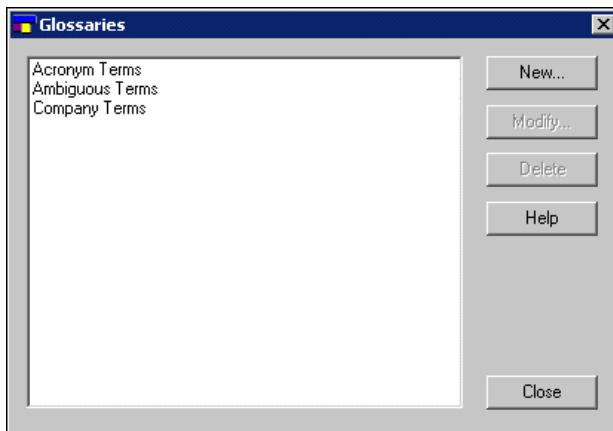 Glossaries
Acronym Terms
Ambiguous Terms
Company Terms
New...
Modify...
Delete
Help
Close